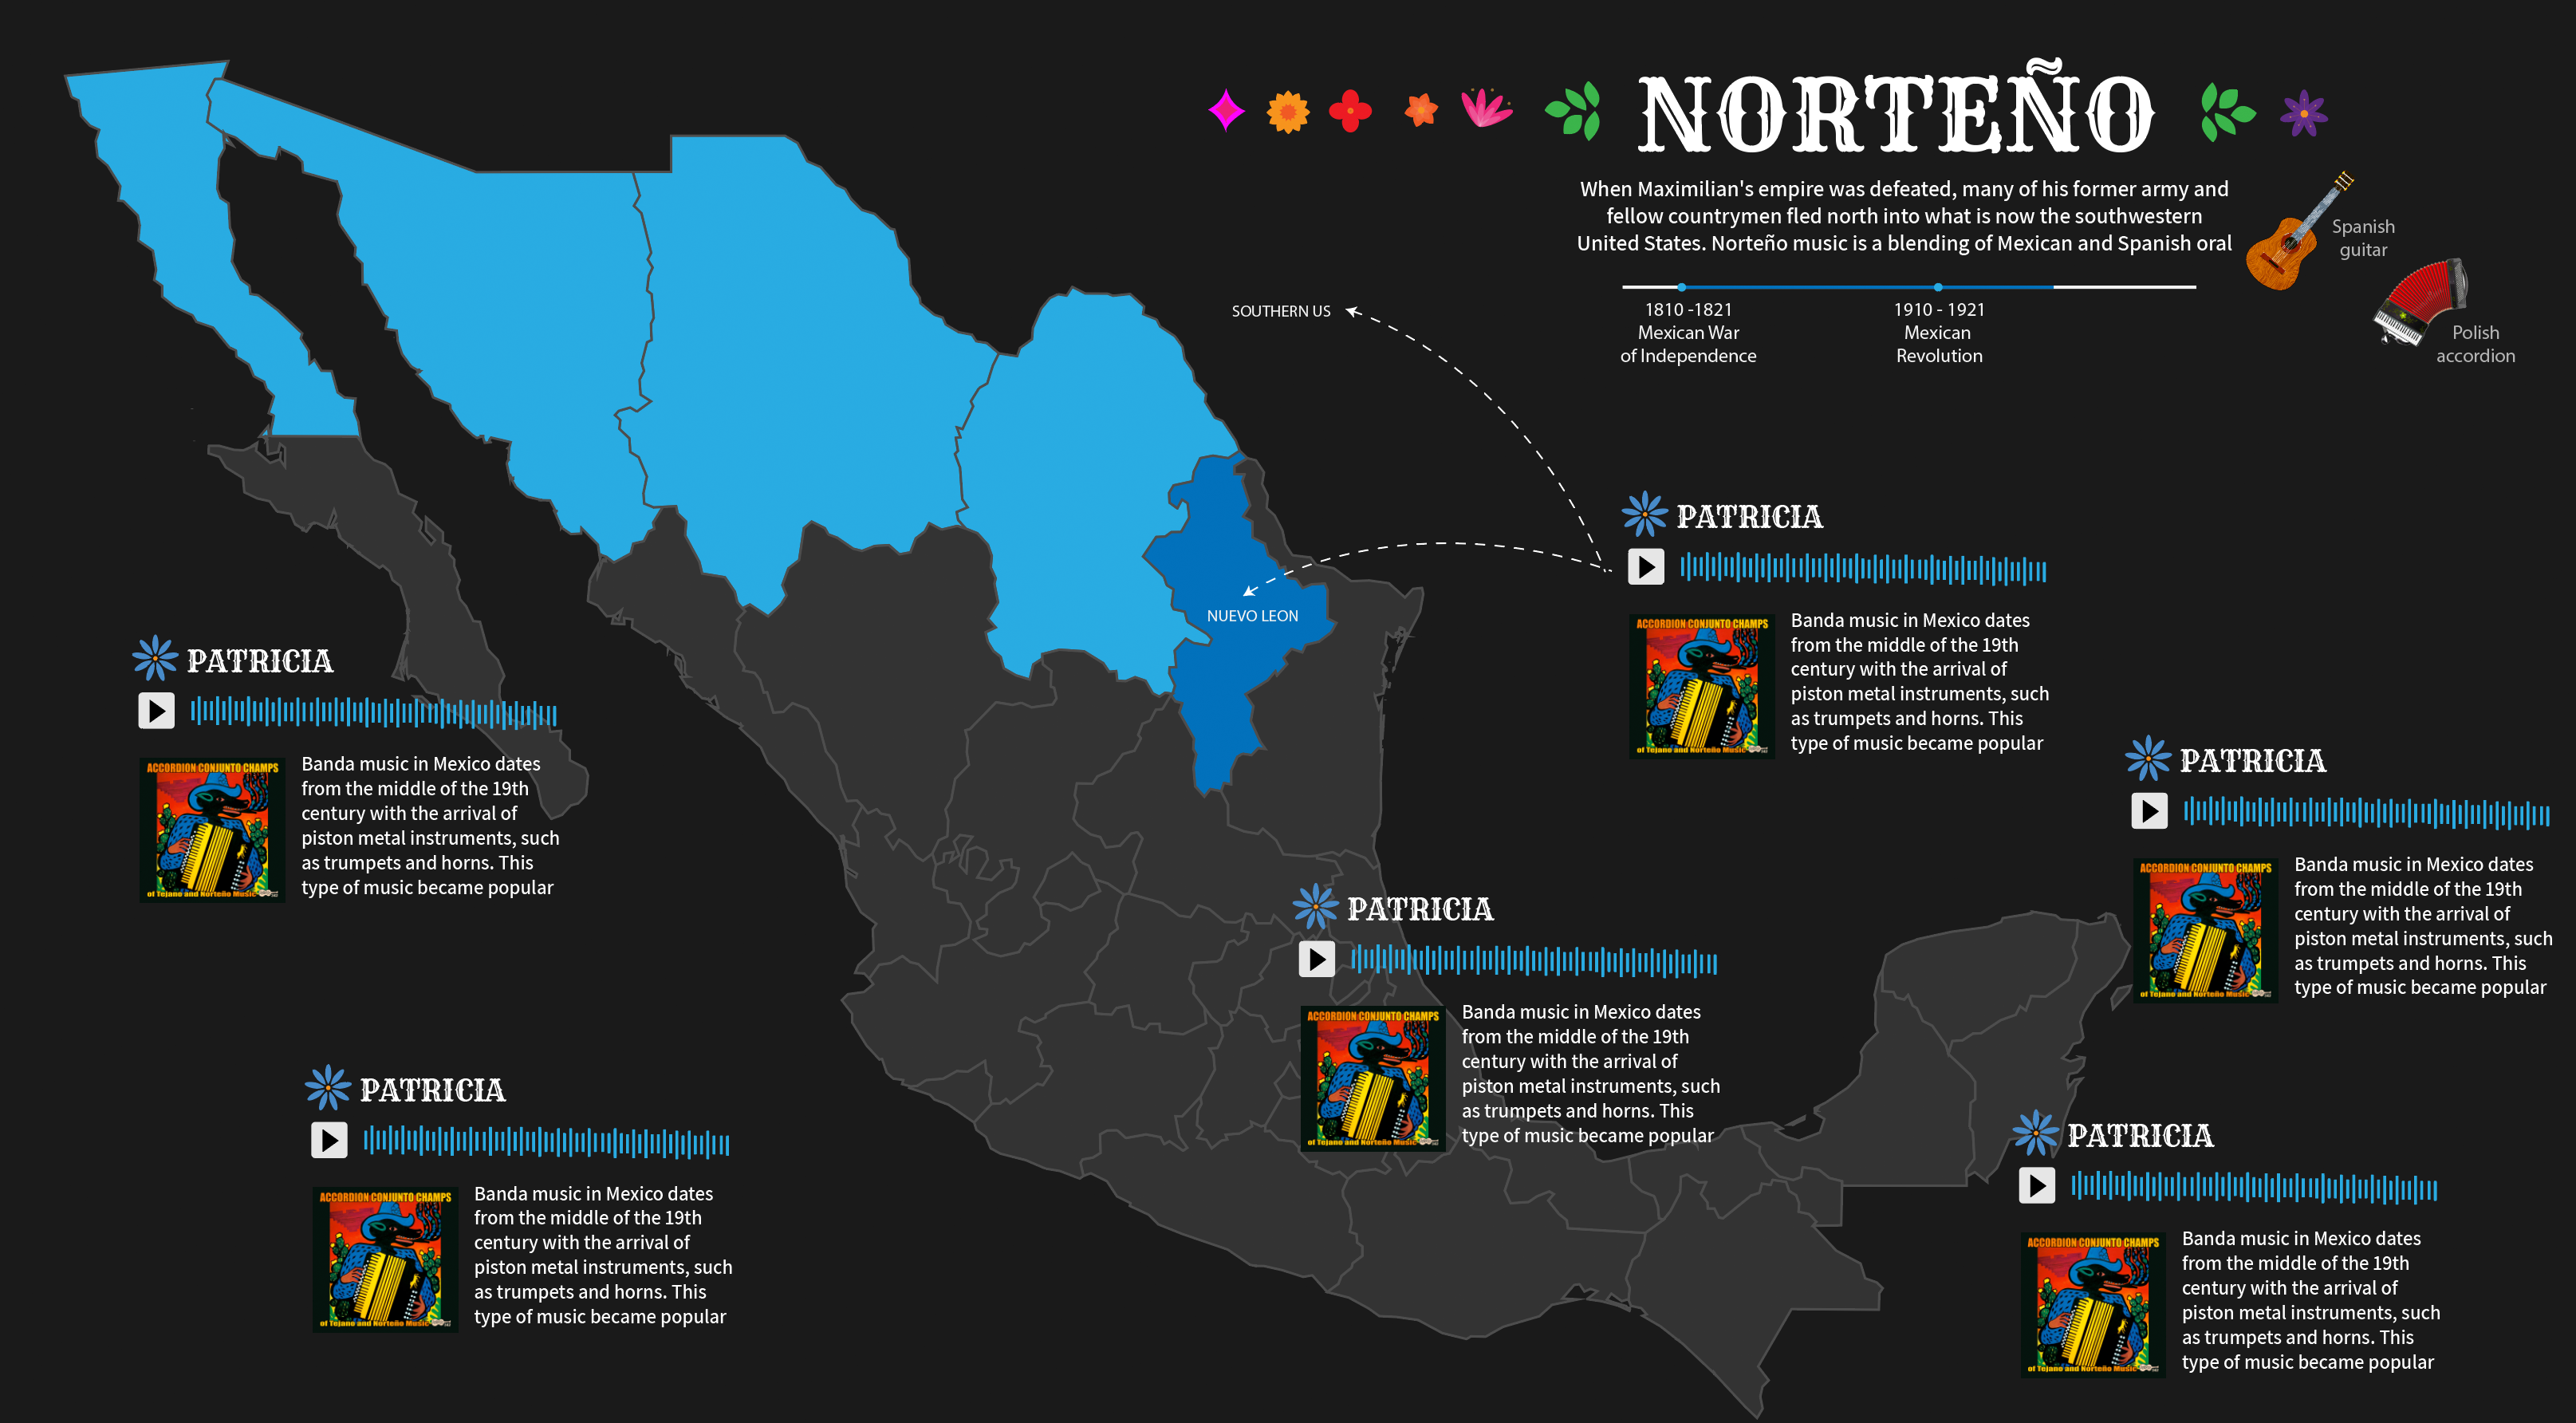 NORTEÑO
When Maximilian's empire was defeated, many of his former army and
fellow countrymen fled north into what is now the southwestern
United States. Norteño music is a blending of Mexican and Spanish oral
Spanish
guitar
Polish
accordion
1810 -1821
Mexican War
of Independence
1910 - 1921
Mexican
Revolution
SOUTHERN US
NUEVO LEON
PATRICIA
ACCORDION CONJUNTO CHAMPS
of Tejano and Norteño Music
Banda music in Mexico dates
from the middle of the 19th
century with the arrival of
piston metal instruments, such
as trumpets and horns. This
type of music became popular
PATRICIA
ACCORDION CONJUNTO CHAMPS
of Tejano and Norteño Music
Banda music in Mexico dates
from the middle of the 19th
century with the arrival of
piston metal instruments, such
as trumpets and horns. This
type of music became popular
PATRICIA
ACCORDION CONJUNTO CHAMPS
of Tejano and Norteño Music
Banda music in Mexico dates
from the middle of the 19th
century with the arrival of
piston metal instruments, such
as trumpets and horns. This
type of music became popular
PATRICIA
ACCORDION CONJUNTO CHAMPS
of Tejano and Norteño Music
Banda music in Mexico dates
from the middle of the 19th
century with the arrival of
piston metal instruments, such
as trumpets and horns. This
type of music became popular
PATRICIA
ACCORDION CONJUNTO CHAMPS
of Tejano and Norteño Music
Banda music in Mexico dates
from the middle of the 19th
century with the arrival of
piston metal instruments, such
as trumpets and horns. This
type of music became popular
PATRICIA
ACCORDION CONJUNTO CHAMPS
of Tejano and Norteño Music
Banda music in Mexico dates
from the middle of the 19th
century with the arrival of
piston metal instruments, such
as trumpets and horns. This
type of music became popular